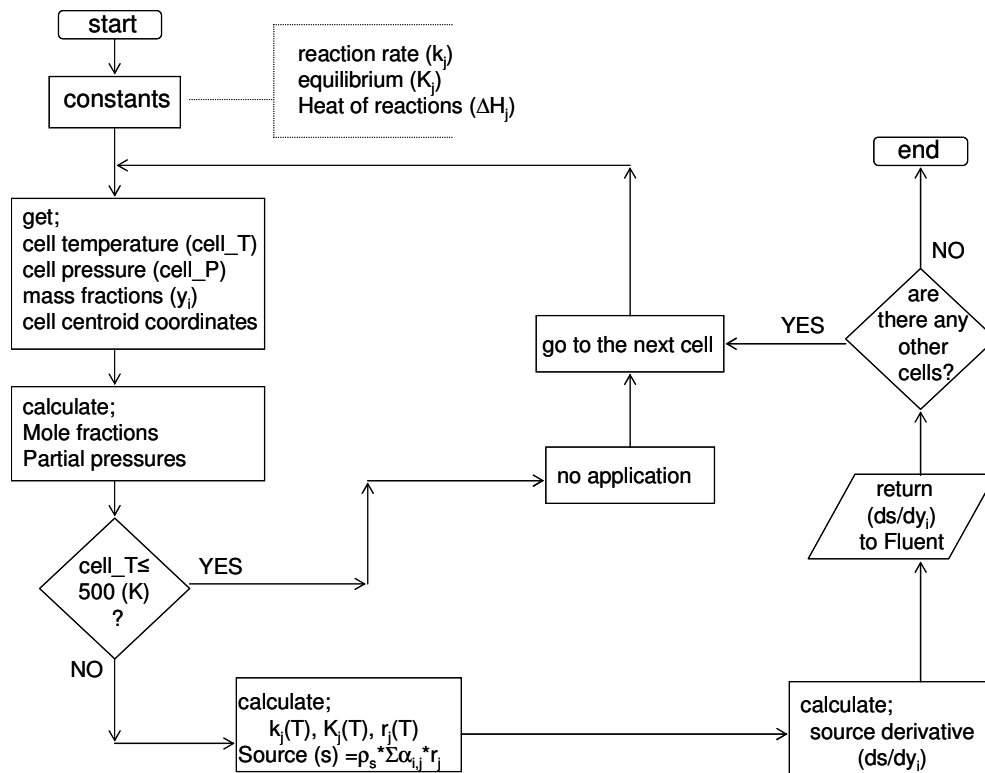 start
constants
reaction rate (kⱼ)
equilibrium (Kⱼ)
Heat of reactions (ΔHⱼ)
get;
cell temperature (cell_T)
cell pressure (cell_P)
mass fractions (yᵢ)
cell centroid coordinates
calculate;
Mole fractions
Partial pressures
cell_T≤
500 (K)
?
YES
NO
no application
go to the next cell
calculate;
kⱼ(T), Kⱼ(T), rⱼ(T)
Source (s) =ρₛ*Σαᵢ,ⱼ*rⱼ
calculate;
source derivative
(ds/dyᵢ)
return
(ds/dyᵢ)
to Fluent
are
there any
other
cells?
YES
NO
end